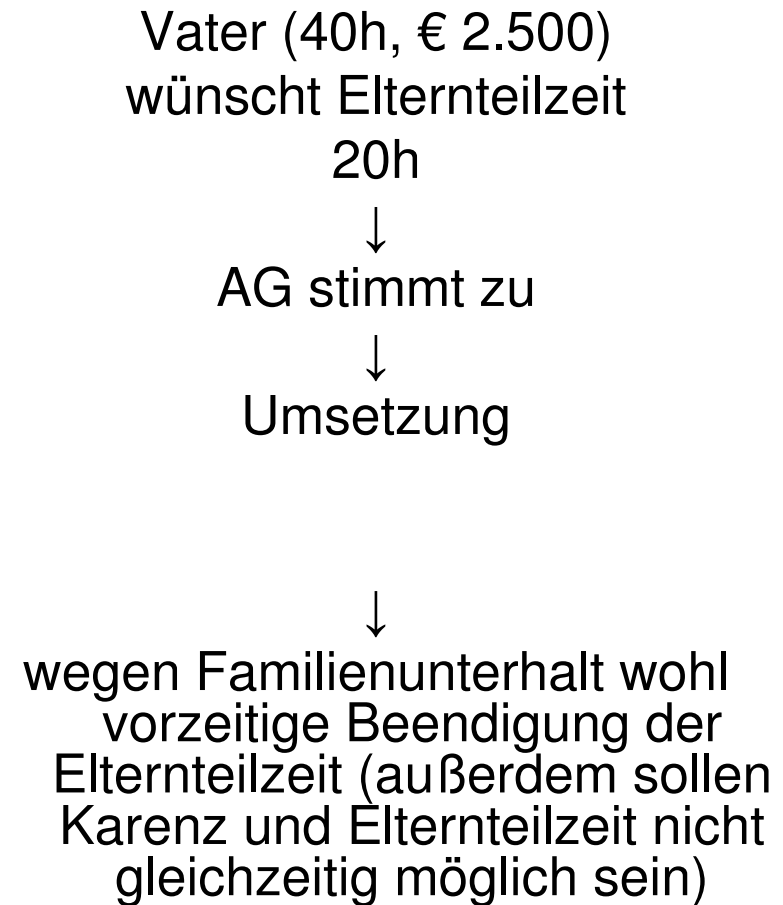 Vater (40h, € 2.500)
wünscht Elternteilzeit
20h
↓
AG stimmt zu
↓
Umsetzung
↓
wegen Familienunterhalt wohl
vorzeitige Beendigung der
Elternteilzeit (außerdem sollen
Karenz und Elternteilzeit nicht
gleichzeitig möglich sein)